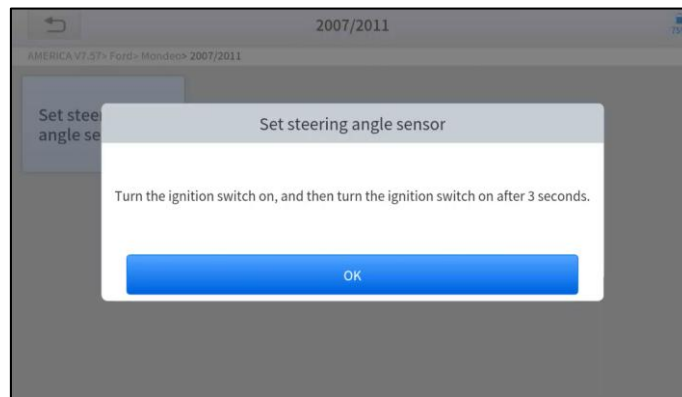 2007/2011
AMERICA V7.57> Ford> Mondeo> 2007/2011
Set stee
angle se
Set steering angle sensor
Turn the ignition switch on, and then turn the ignition switch on after 3 seconds.
OK